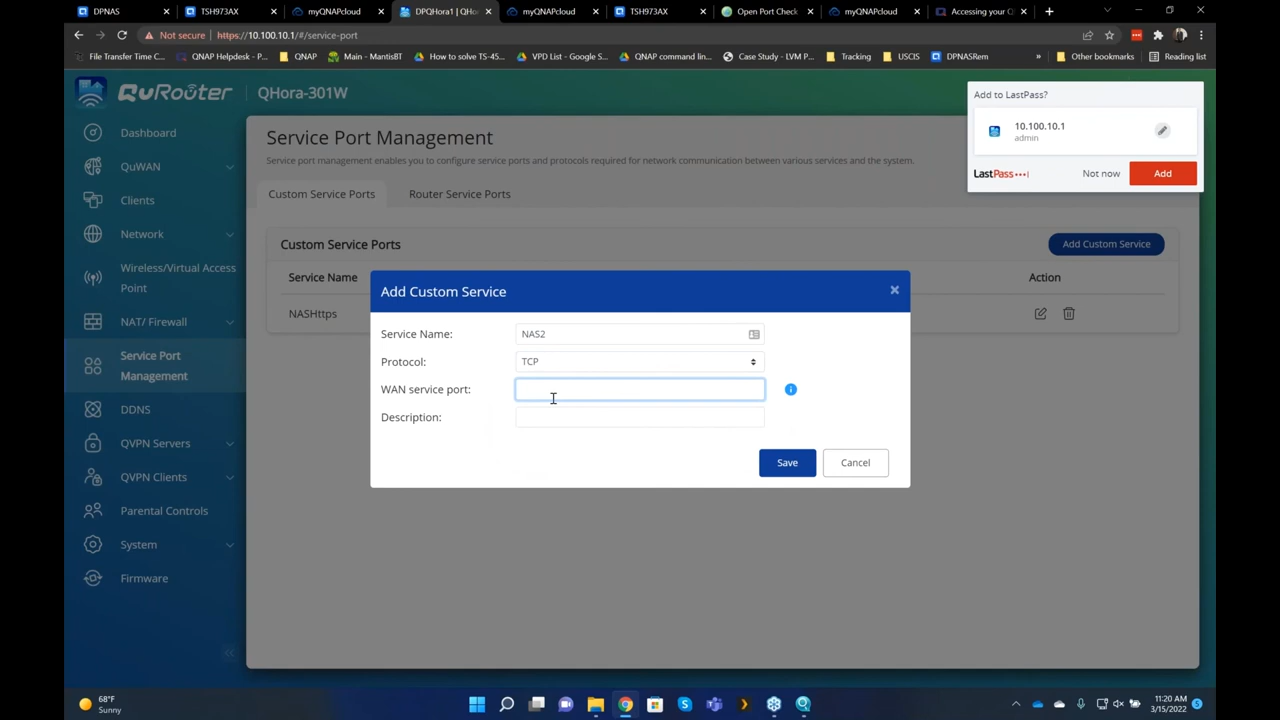 DPNAS
TSH973AX
myQNAPcloud
DPQHora1 | QHo
myQNAPcloud
TSH973AX
Open Port Check
myQNAPcloud
Accessing your Q
Not secure
https://10.100.10.1/#/service-port
File Transfer Time C...
QNAP Helpdesk - P...
QNAP
Main - MantisBT
How to solve TS-45...
VPD List - Google S...
QNAP command lin...
Case Study - LVM P...
Tracking
USCIS
DPNASRem
»
Other bookmarks
Reading list
QuRouter
QHora-301W
Add to LastPass?
10.100.10.1
admin
LastPass
Not now
Add
Dashboard
QuWAN
Clients
Network
Wireless/Virtual Access
Point
NAT/ Firewall
Service Port
Management
DDNS
QVPN Servers
QVPN Clients
Parental Controls
System
Firmware
Service Port Management
Service port management enables you to configure service ports and protocols required for network communication between various services and the system.
Custom Service Ports
Router Service Ports
Custom Service Ports
Add Custom Service
Service Name
Action
NASHttps
Add Custom Service
Service Name:
NAS2
Protocol:
TCP
WAN service port:
Description:
Save
Cancel
68°F
Sunny
11:20 AM
3/15/2022
5